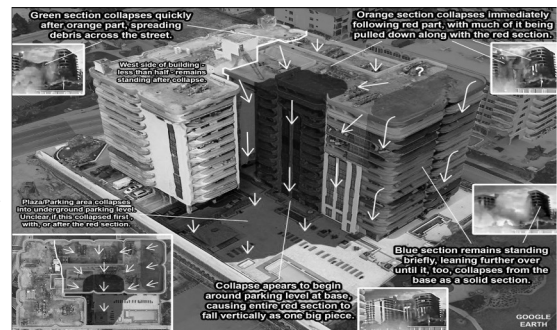 Green section collapses quickly
after orange part, spreading
debris across the street.
Orange section collapses immediately
following red part, with much of it being
pulled down along with the red section.
West side of building -
less than half - remains
standing after collapse.
?
Plaza/Parking area collapses
into underground parking level.
Unclear if this collapsed first,
with, or after the red section.
Blue section remains standing
briefly, leaning further over
until it, too, collapses from the
base as a solid section.
Collapse apears to begin
around parking level at base,
causing entire red section to
fall vertically as one big piece.
GOOGLE
EARTH